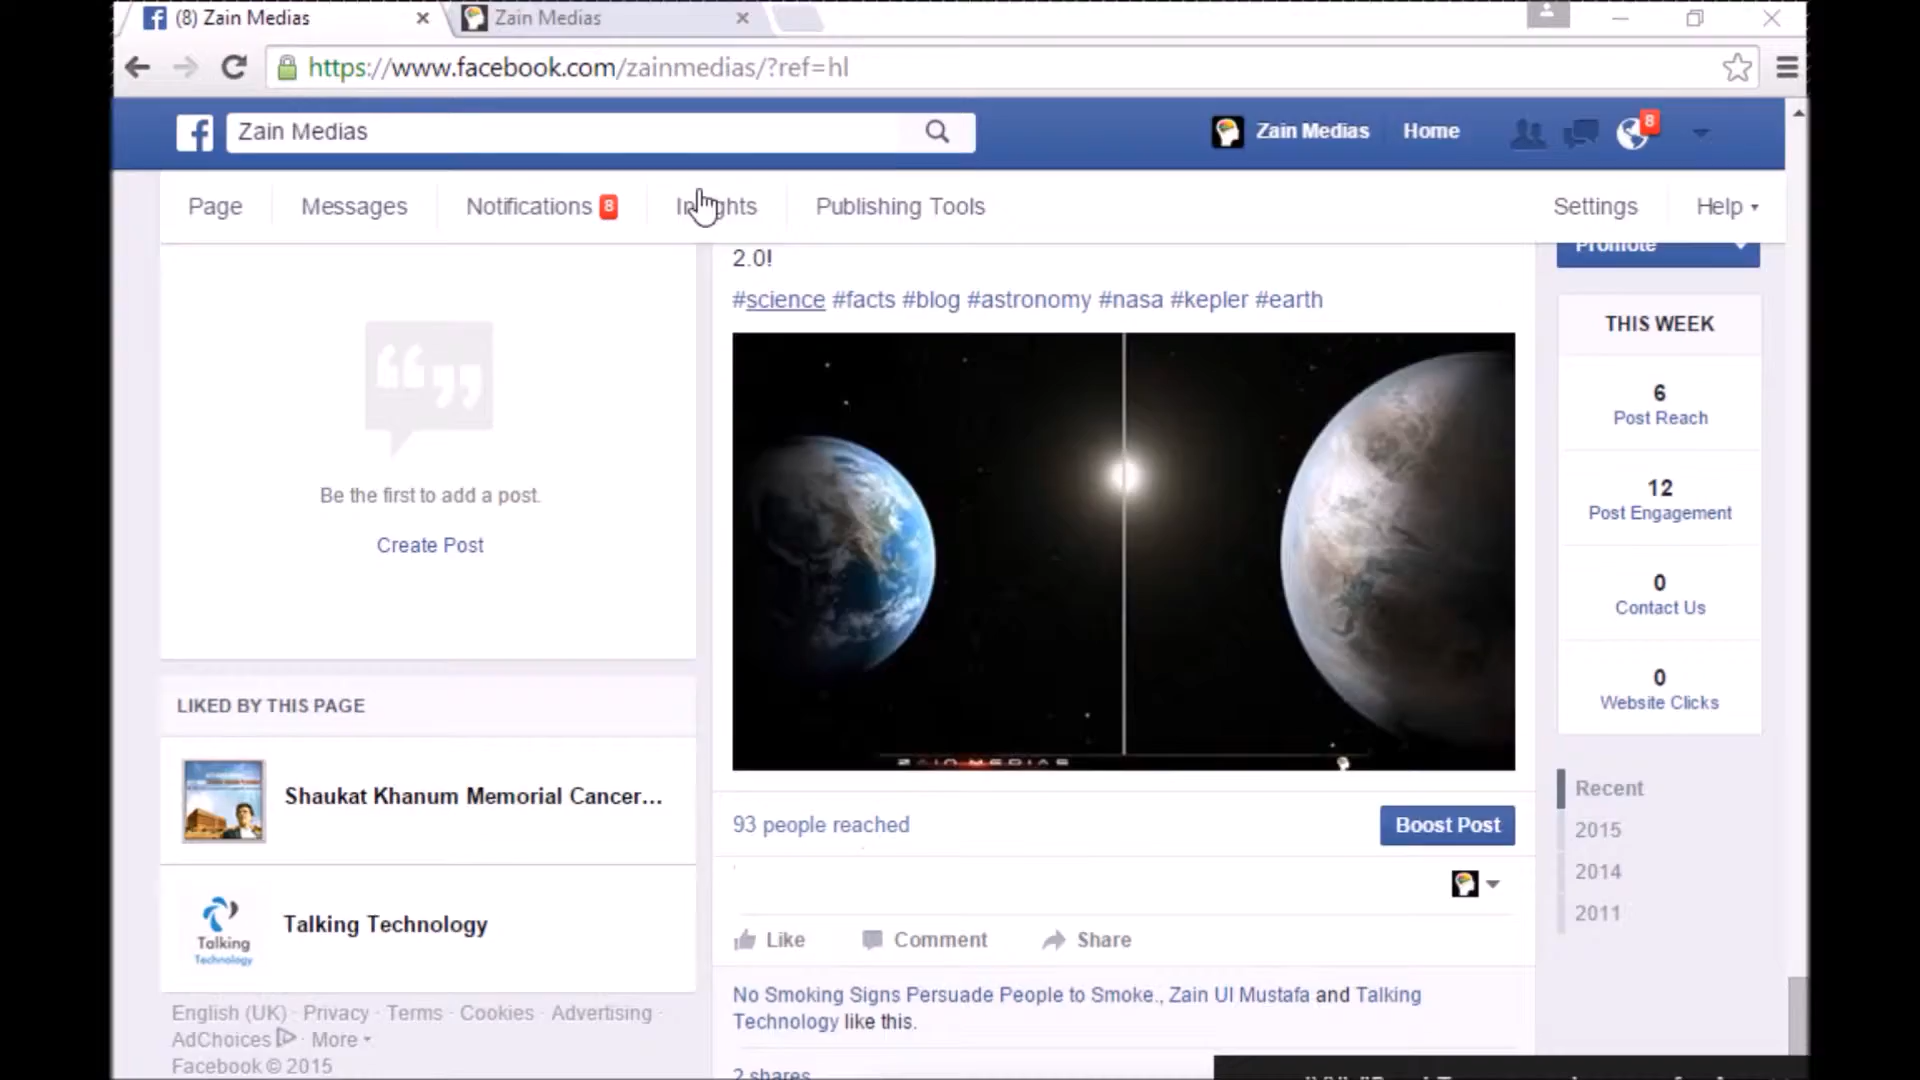 (8) Zain Medias
Zain Medias
https://www.facebook.com/zainmedias/?ref=hl
Zain Medias
Zain Medias
Home
8
Page
Messages
Notifications 8
Insights
Publishing Tools
Settings
Help
Promote
2.0!
#science #facts #blog #astronomy #nasa #kepler #earth
Be the first to add a post.
Create Post
LIKED BY THIS PAGE
Shaukat Khanum Memorial Cancer...
Talking Technology
Talking
Technology
English (UK) · Privacy · Terms · Cookies · Advertising ·
AdChoices · More
Facebook © 2015
ZAIN MEDIAS
93 people reached
Boost Post
Like
Comment
Share
No Smoking Signs Persuade People to Smoke., Zain Ul Mustafa and Talking
Technology like this.
2 shares
THIS WEEK
6
Post Reach
12
Post Engagement
0
Contact Us
0
Website Clicks
Recent
2015
2014
2011